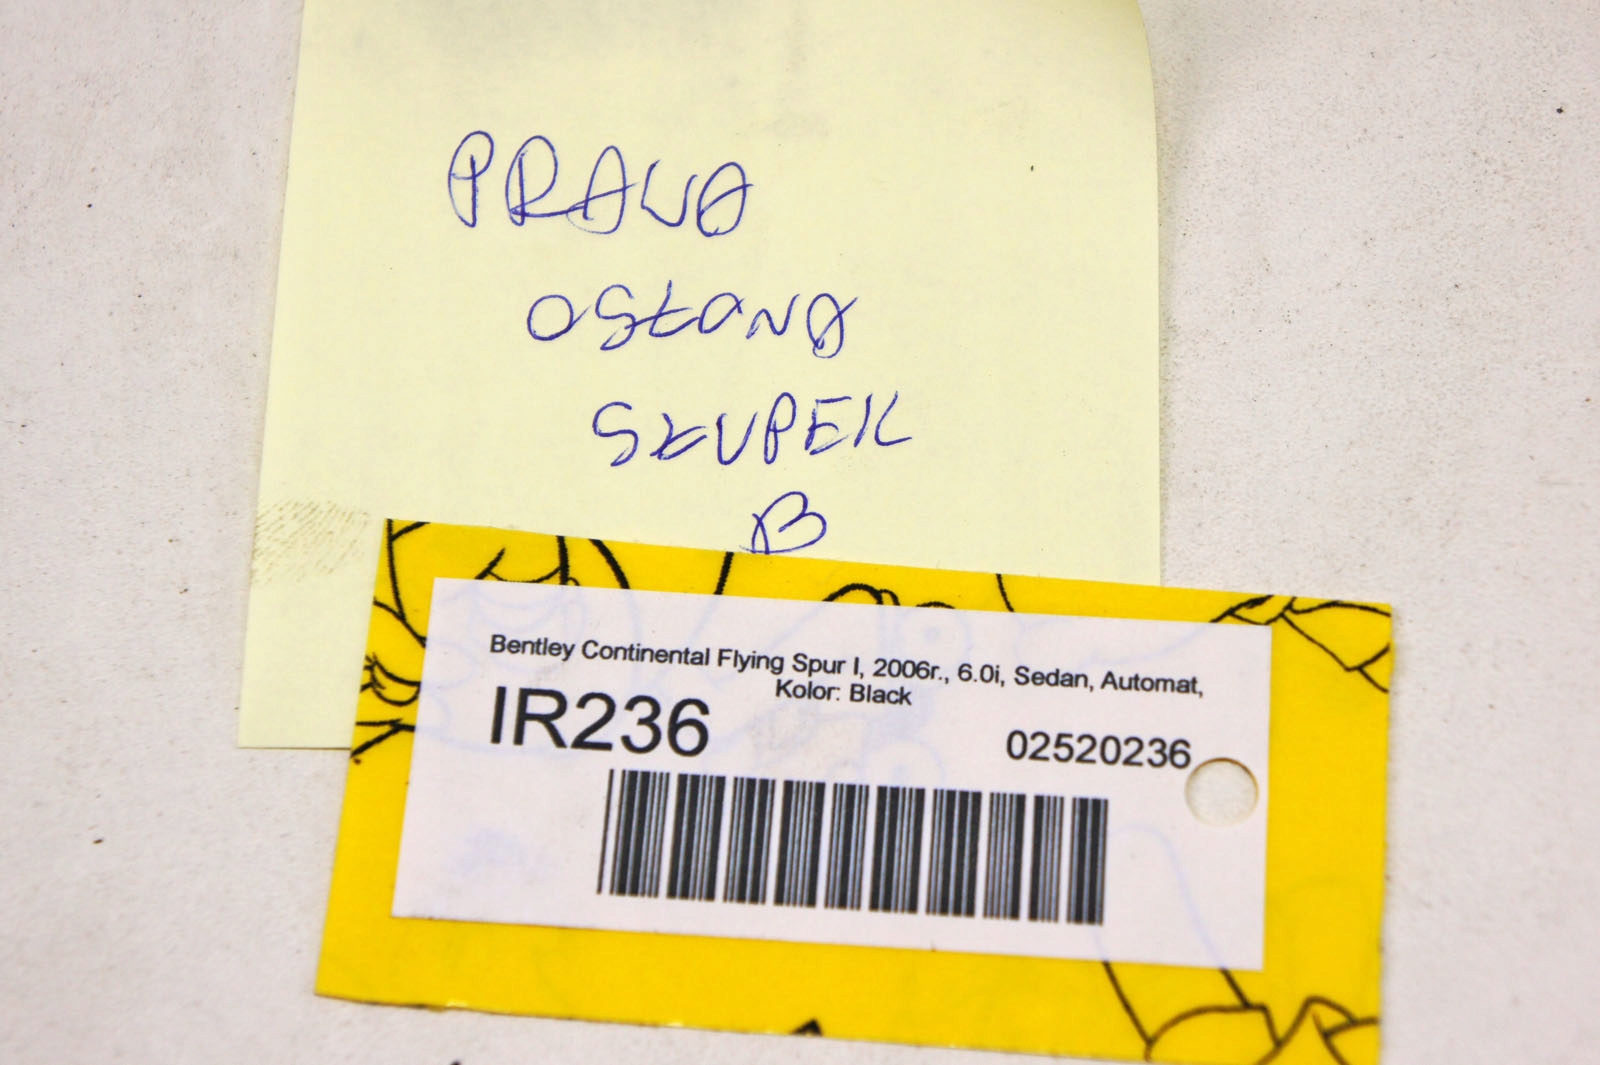 PRAWA
OSŁONA
SŁUPEK
B
Bentley Continental Flying Spur I, 2006r., 6.0i, Sedan, Automat,
Kolor: Black
IR236
02520236